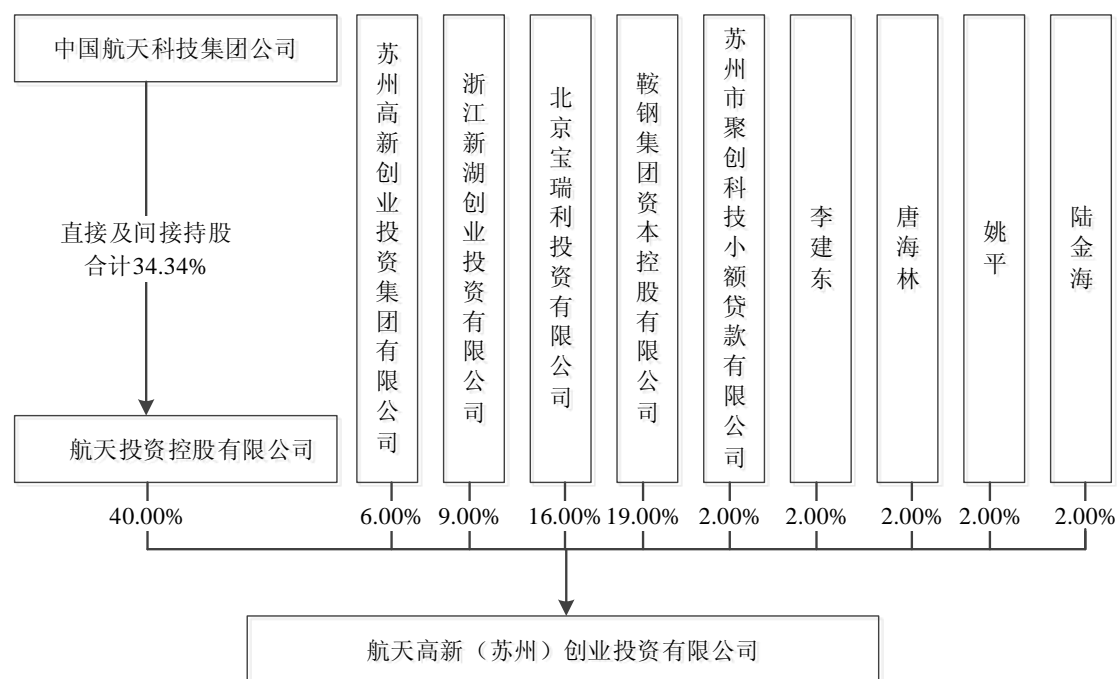 中国航天科技集团公司
直接及间接持股
合计34.34%
航天投资控股有限公司
苏州高新创业投资集团有限公司
浙江新湖创业投资有限公司
北京宝瑞利投资有限公司
鞍钢集团资本控股有限公司
苏州市聚创科技小额贷款有限公司
李建东
唐海林
姚平
陆金海
40.00%
6.00%
9.00%
16.00%
19.00%
2.00%
2.00%
2.00%
2.00%
2.00%
航天高新（苏州）创业投资有限公司